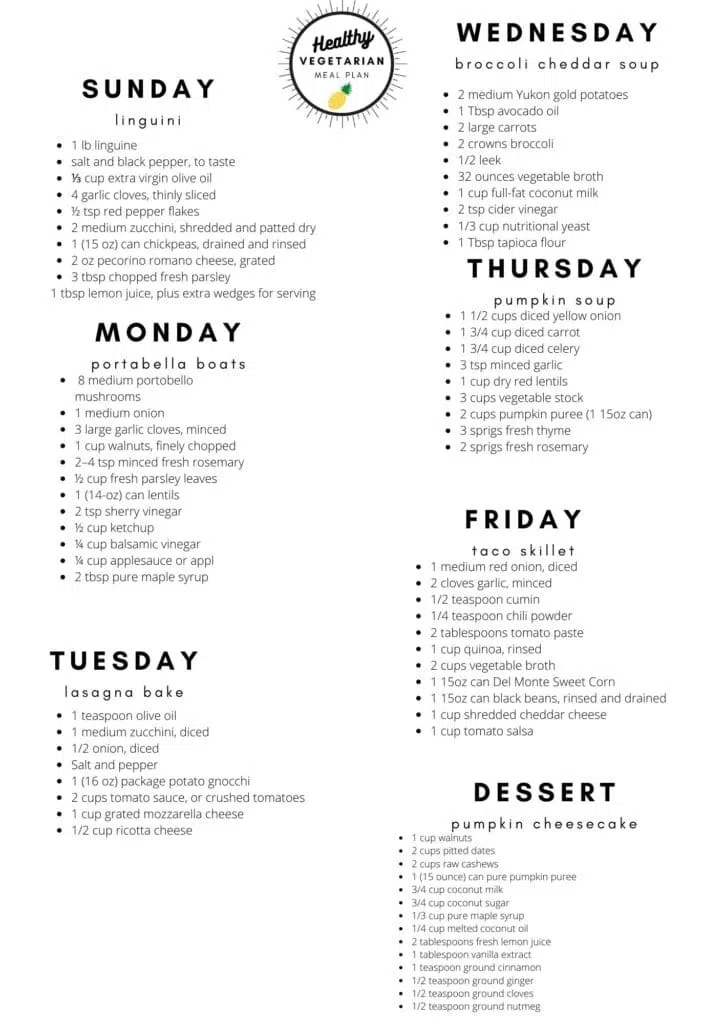 Healthy
VEGETARIAN
MEAL PLAN
SUNDAY
linguini
• 1 lb linguine
• salt and black pepper, to taste
• ⅓ cup extra virgin olive oil
• 4 garlic cloves, thinly sliced
• ½ tsp red pepper flakes
• 2 medium zucchini, shredded and patted dry
• 1 (15 oz) can chickpeas, drained and rinsed
• 2 oz pecorino romano cheese, grated
• 3 tbsp chopped fresh parsley
1 tbsp lemon juice, plus extra wedges for serving
MONDAY
portabella boats
• 8 medium portobello
mushrooms
• 1 medium onion
• 3 large garlic cloves, minced
• 1 cup walnuts, finely chopped
• 2–4 tsp minced fresh rosemary
• ½ cup fresh parsley leaves
• 1 (14-oz) can lentils
• 2 tsp sherry vinegar
• ½ cup ketchup
• ¼ cup balsamic vinegar
• ¼ cup applesauce or appl
• 2 tbsp pure maple syrup
TUESDAY
lasagna bake
• 1 teaspoon olive oil
• 1 medium zucchini, diced
• 1/2 onion, diced
• Salt and pepper
• 1 (16 oz) package potato gnocchi
• 2 cups tomato sauce, or crushed tomatoes
• 1 cup grated mozzarella cheese
• 1/2 cup ricotta cheese
WEDNESDAY
broccoli cheddar soup
• 2 medium Yukon gold potatoes
• 1 Tbsp avocado oil
• 2 large carrots
• 2 crowns broccoli
• 1/2 leek
• 32 ounces vegetable broth
• 1 cup full-fat coconut milk
• 2 tsp cider vinegar
• 1/3 cup nutritional yeast
• 1 Tbsp tapioca flour
THURSDAY
pumpkin soup
• 1 1/2 cups diced yellow onion
• 1 3/4 cup diced carrot
• 1 3/4 cup diced celery
• 3 tsp minced garlic
• 1 cup dry red lentils
• 3 cups vegetable stock
• 2 cups pumpkin puree (1 15oz can)
• 3 sprigs fresh thyme
• 2 sprigs fresh rosemary
FRIDAY
taco skillet
• 1 medium red onion, diced
• 2 cloves garlic, minced
• 1/2 teaspoon cumin
• 1/4 teaspoon chili powder
• 2 tablespoons tomato paste
• 1 cup quinoa, rinsed
• 2 cups vegetable broth
• 1 15oz can Del Monte Sweet Corn
• 1 15oz can black beans, rinsed and drained
• 1 cup shredded cheddar cheese
• 1 cup tomato salsa
DESSERT
pumpkin cheesecake
• 1 cup walnuts
• 2 cups pitted dates
• 2 cups raw cashews
• 1 (15 ounce) can pure pumpkin puree
• 3/4 cup coconut milk
• 3/4 cup coconut sugar
• 1/3 cup pure maple syrup
• 1/4 cup melted coconut oil
• 2 tablespoons fresh lemon juice
• 1 tablespoon vanilla extract
• 1 teaspoon ground cinnamon
• 1/2 teaspoon ground ginger
• 1/2 teaspoon ground cloves
• 1/2 teaspoon ground nutmeg